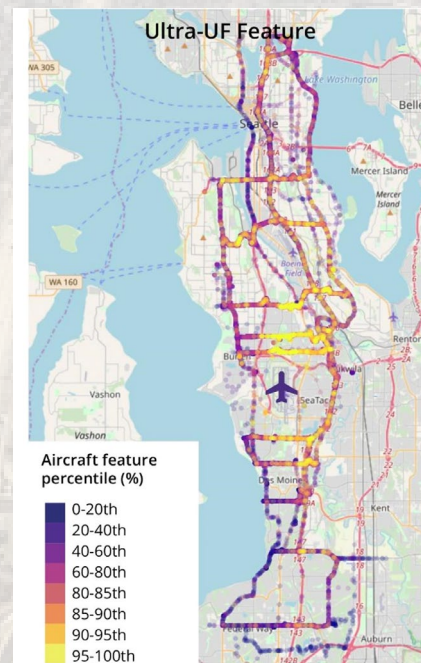 Ultra-UF Feature
WA 305
Lake Washington
Seattle
Belle
Mercer Island
Mercer
Island
Boeing
Field
WA 160
Renton
Burien
Tukwila
Vashon
SeaTac
Vashon
Des Moines
Kent
Federal Way
Auburn
Aircraft feature
percentile (%)
0-20th
20-40th
40-60th
60-80th
80-85th
85-90th
90-95th
95-100th